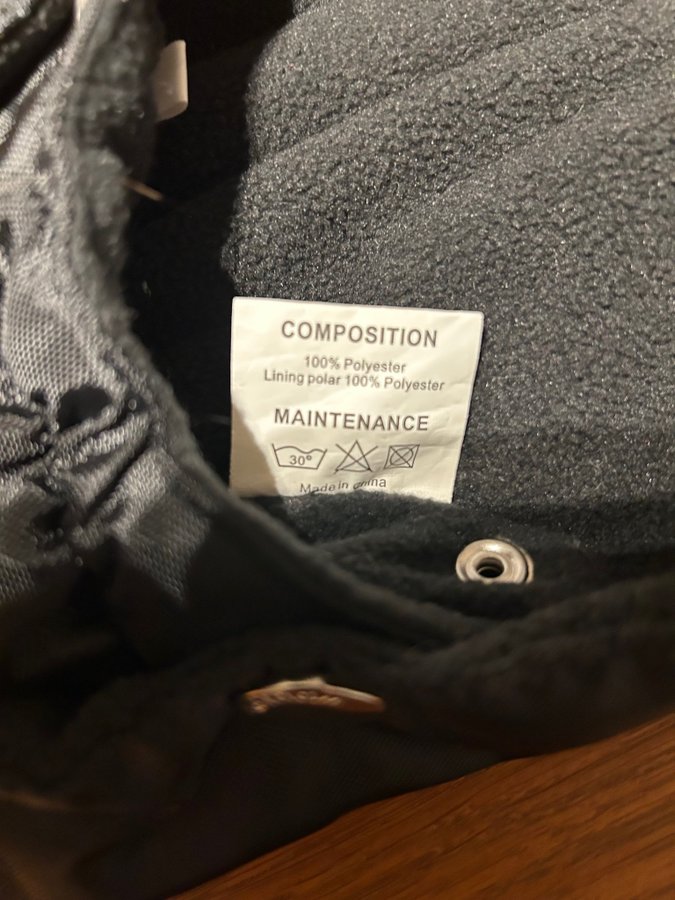 COMPOSITION
100% Polyester
Lining polar 100% Polyester
MAINTENANCE
30°
Made in china